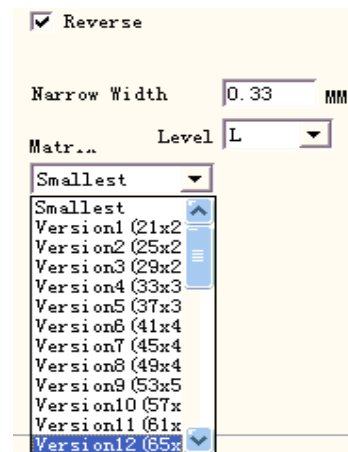 Reverse
Narrow Width 0.33 MM
Level L
Matr...
Smallest
Smallest
Version1 (21x2
Version2 (25x2
Version3 (29x2
Version4 (33x3
Version5 (37x3
Version6 (41x4
Version7 (45x4
Version8 (49x4
Version9 (53x5
Version10 (57x
Version11 (61x
Version12 (65x